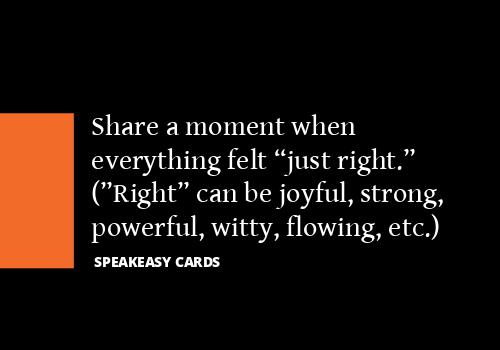 Share a moment when
everything felt “just right.”
(”Right” can be joyful, strong,
powerful, witty, flowing, etc.)
SPEAKEASY CARDS